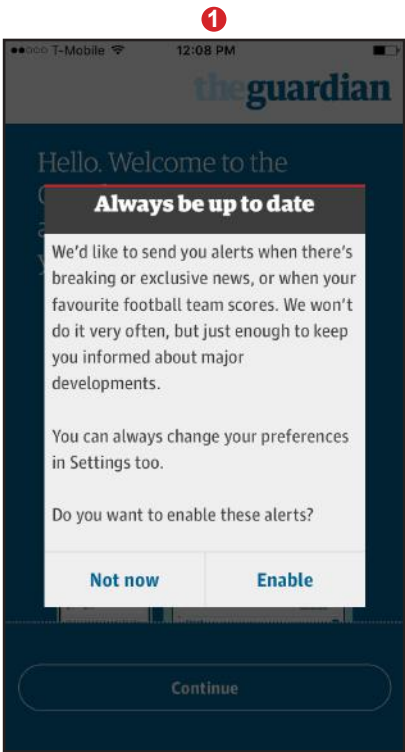 1
T-Mobile 12:08 PM
theguardian
Hello. Welcome to the
Always be up to date
We'd like to send you alerts when there's
breaking or exclusive news, or when your
favourite football team scores. We won't
do it very often, but just enough to keep
you informed about major
developments.
You can always change your preferences
in Settings too.
Do you want to enable these alerts?
Not now Enable
Continue